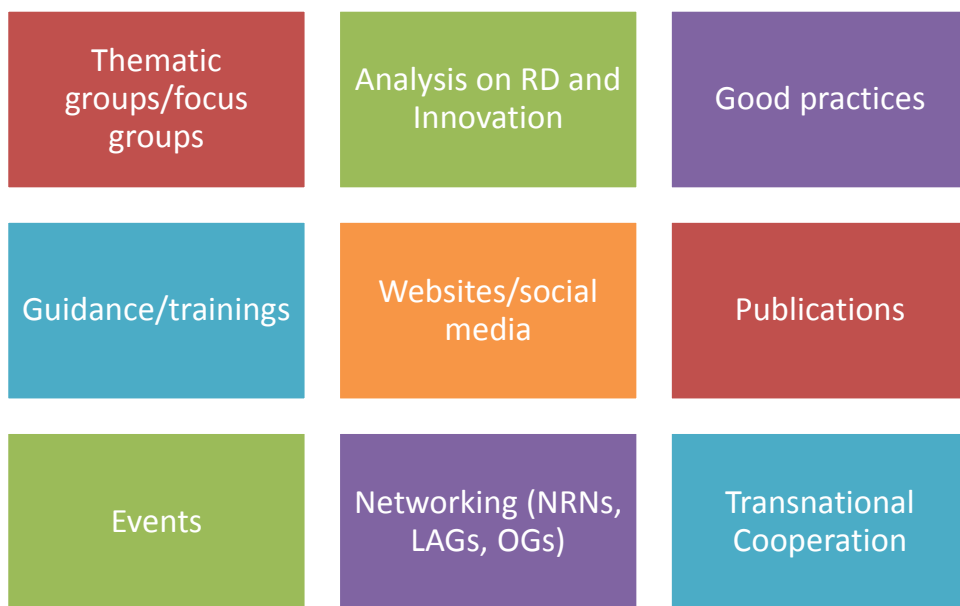 Thematic
groups/focus
groups
Analysis on RD and
Innovation
Good practices
Guidance/trainings
Websites/social
media
Publications
Events
Networking (NRNs,
LAGs, OGs)
Transnational
Cooperation